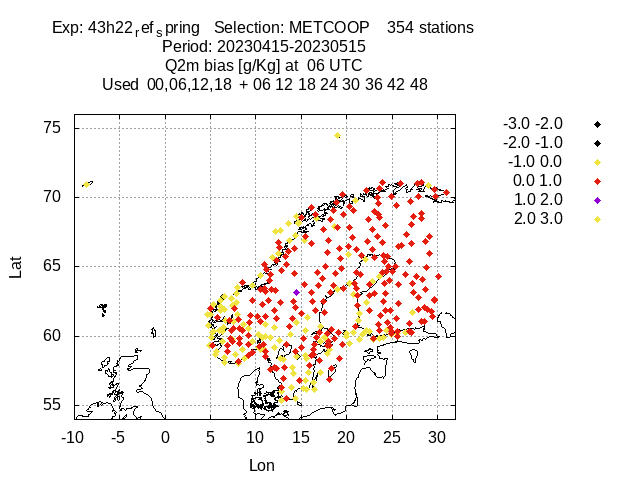 Exp: 43h22_ref_spring   Selection: METCOOP    354 stations
Period: 20230415-20230515
Q2m bias [g/Kg] at  06 UTC
Used  00,06,12,18  + 06 12 18 24 30 36 42 48
-3.0 -2.0
-2.0 -1.0
-1.0 0.0
0.0 1.0
1.0 2.0
2.0 3.0
75
70
65
60
55
Lat
-10 -5 0 5 10 15 20 25 30
Lon